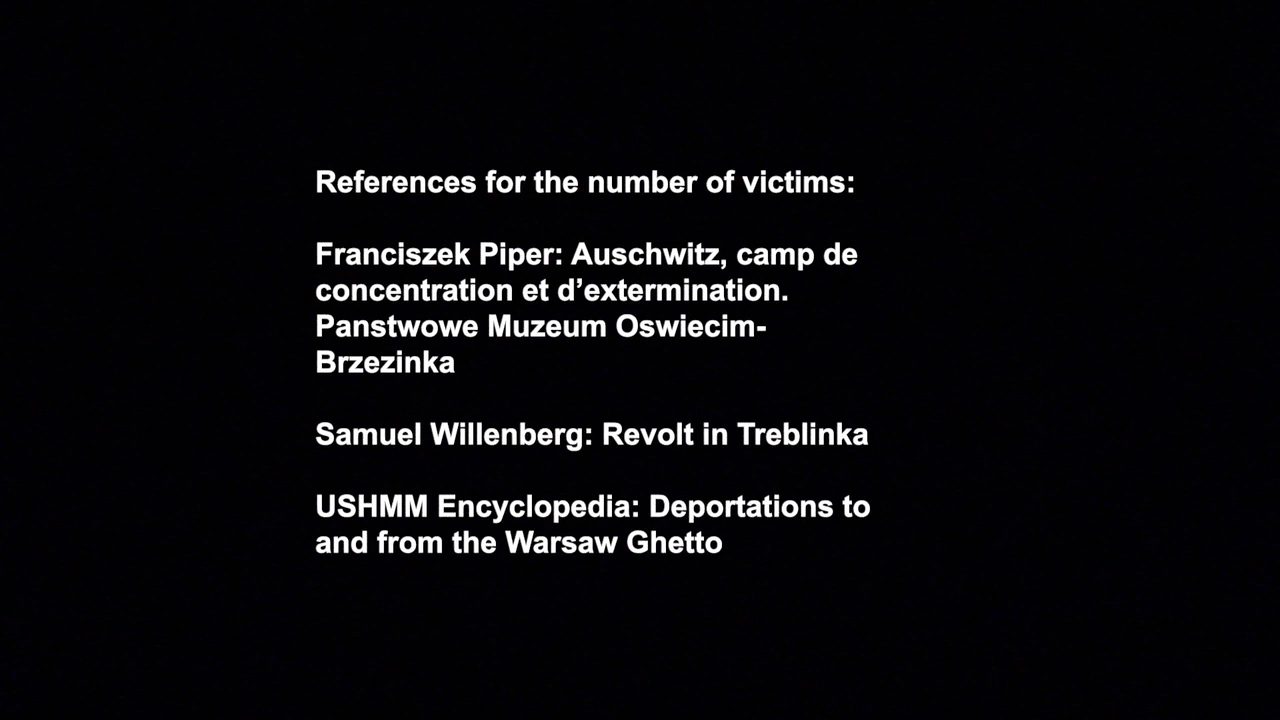 References for the number of victims:
Franciszek Piper: Auschwitz, camp de
concentration et d’extermination.
Panstwowe Muzeum Oswiecim-
Brzezinka
Samuel Willenberg: Revolt in Treblinka
USHMM Encyclopedia: Deportations to
and from the Warsaw Ghetto